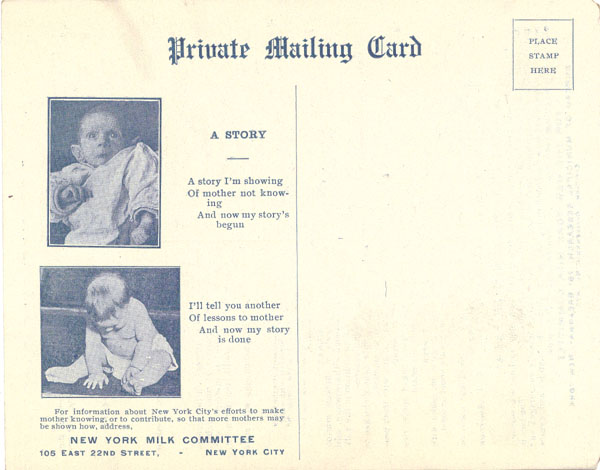 Private Mailing Card
PLACE
STAMP
HERE
A STORY
A story I'm showing
Of mother not know-
ing
And now my story's
begun
I'll tell you another
Of lessons to mother
And now my story
is done
For information about New York City's efforts to make
mother knowing, or to contribute, so that more mothers may
be shown how, address,
NEW YORK MILK COMMITTEE
105 EAST 22ND STREET, - NEW YORK CITY